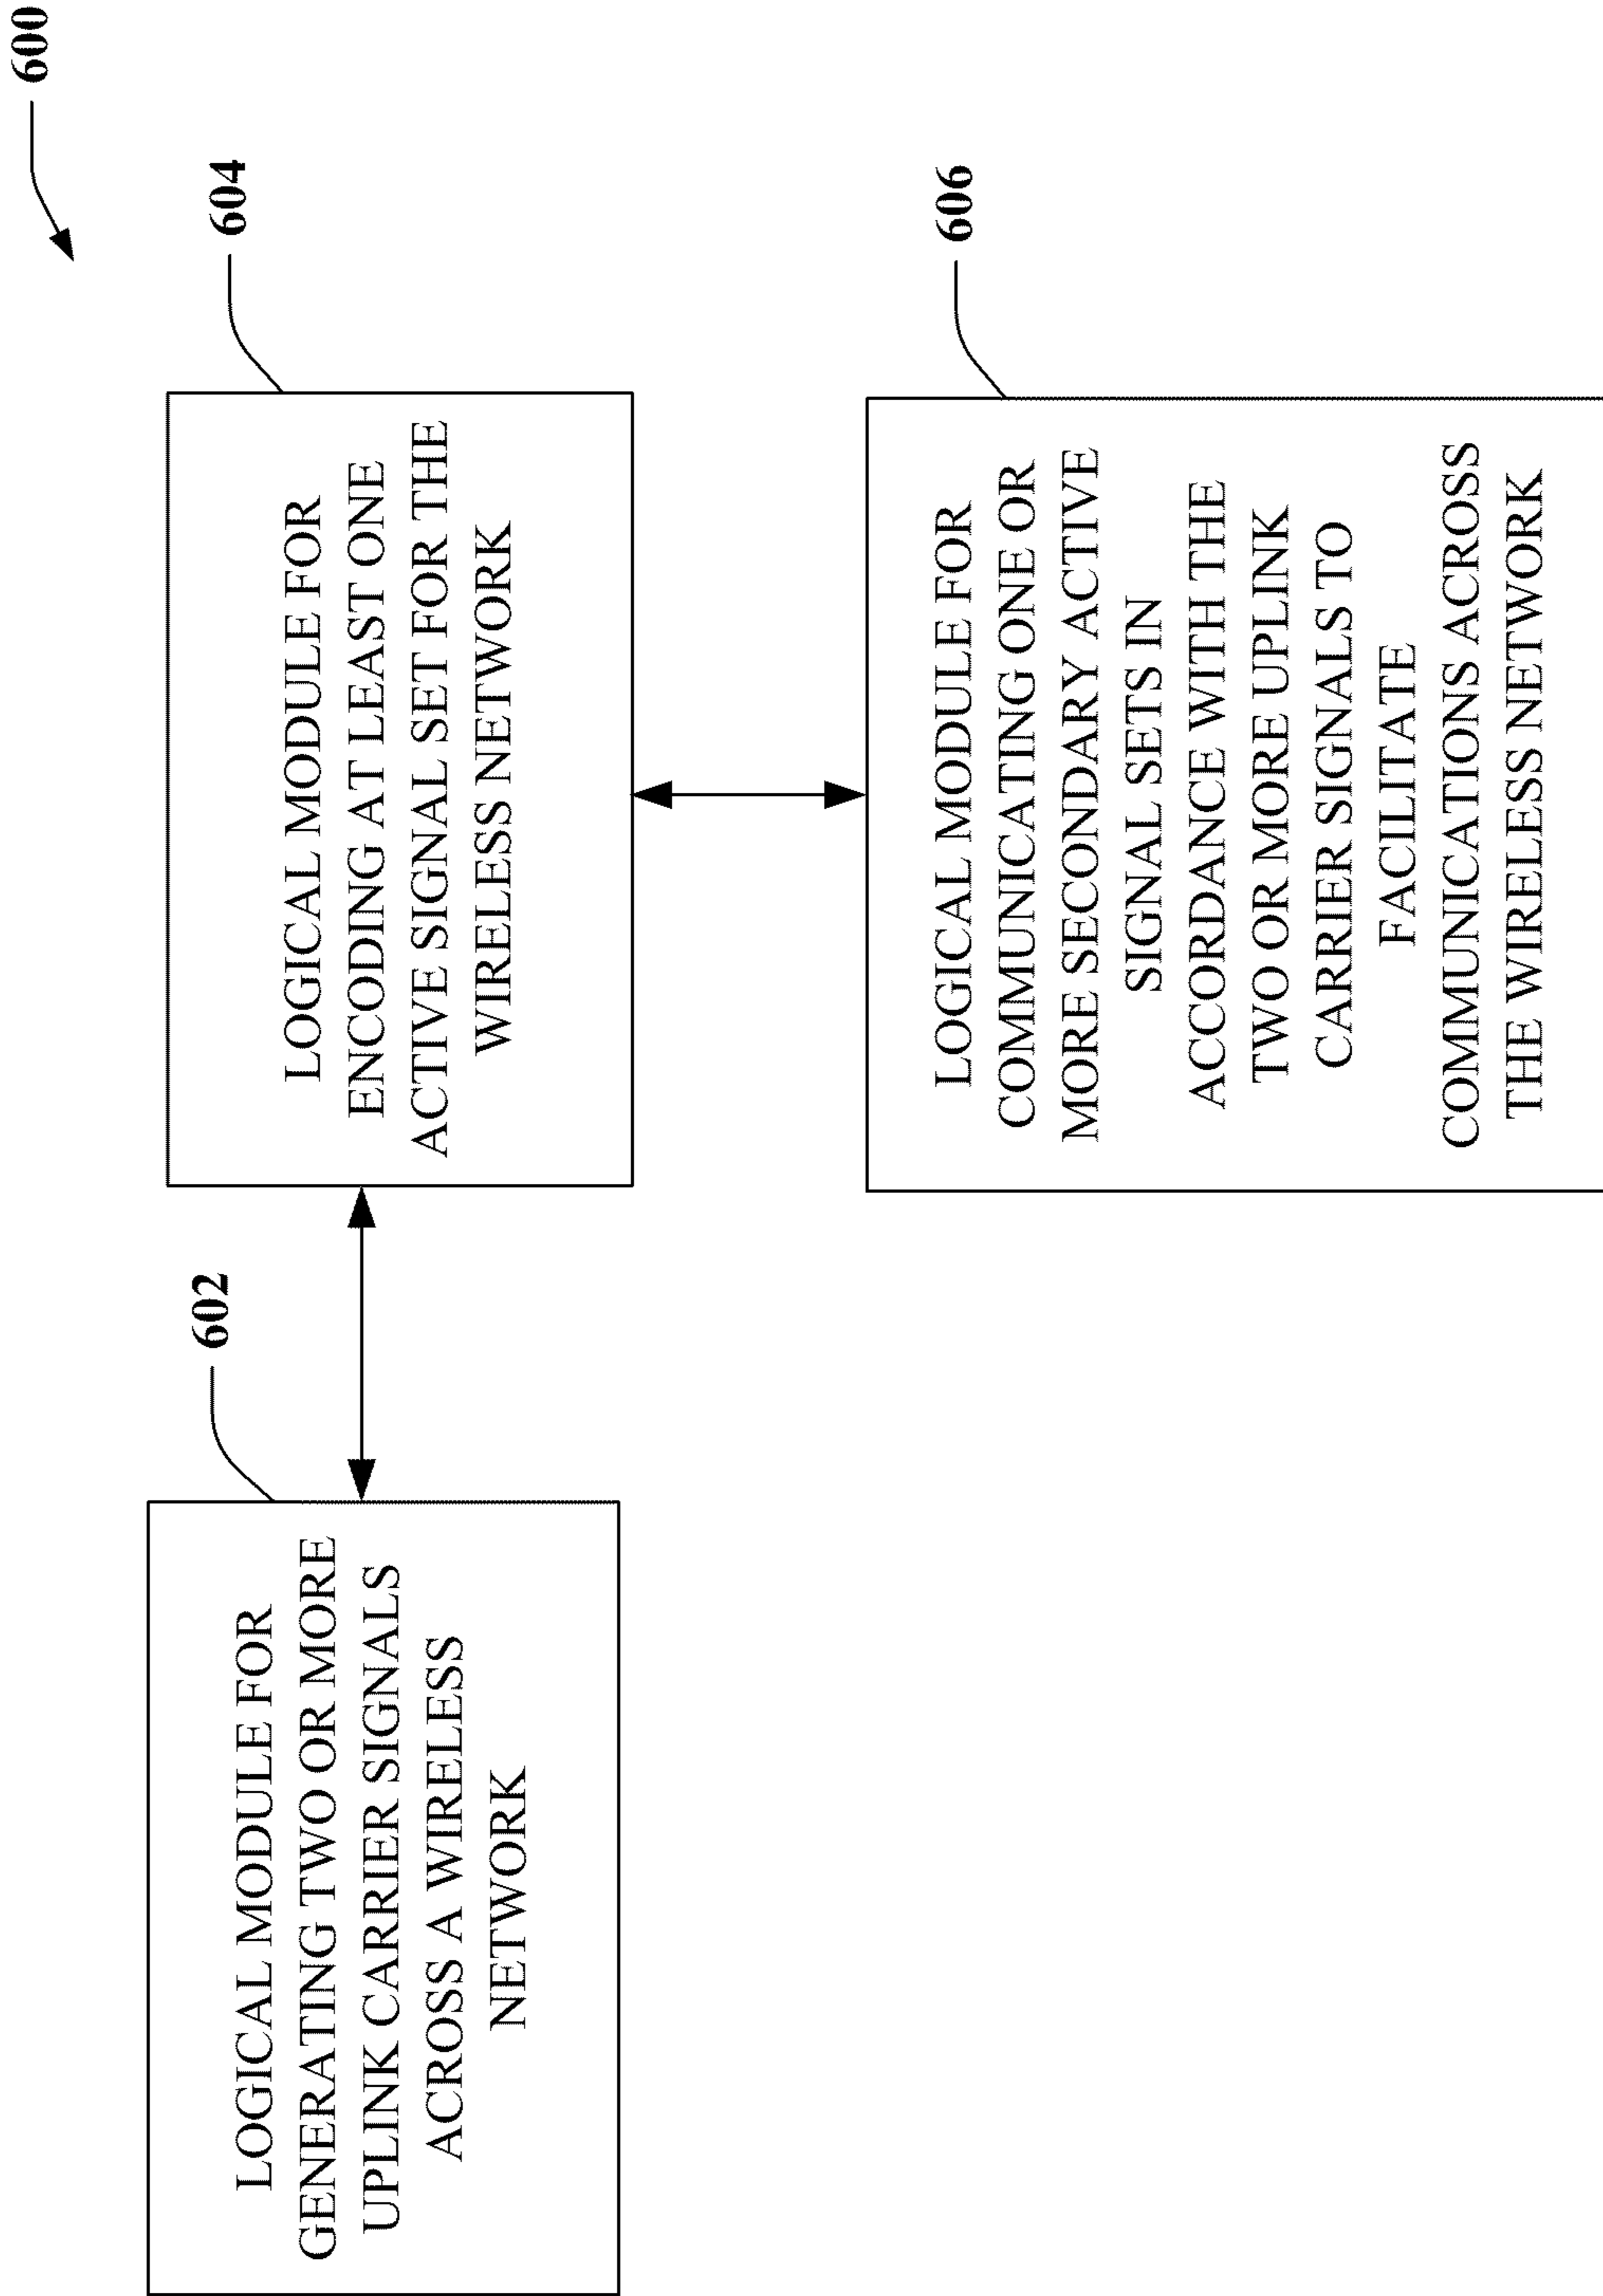 600
602
LOGICAL MODULE FOR
GENERATING TWO OR MORE
UPLINK CARRIER SIGNALS
ACROSS A WIRELESS
NETWORK
604
LOGICAL MODULE FOR
ENCODING AT LEAST ONE
ACTIVE SIGNAL SET FOR THE
WIRELESS NETWORK
606
LOGICAL MODULE FOR
COMMUNICATING ONE OR
MORE SECONDARY ACTIVE
SIGNAL SETS IN
ACCORDANCE WITH THE
TWO OR MORE UPLINK
CARRIER SIGNALS TO
FACILITATE
COMMUNICATIONS ACROSS
THE WIRELESS NETWORK